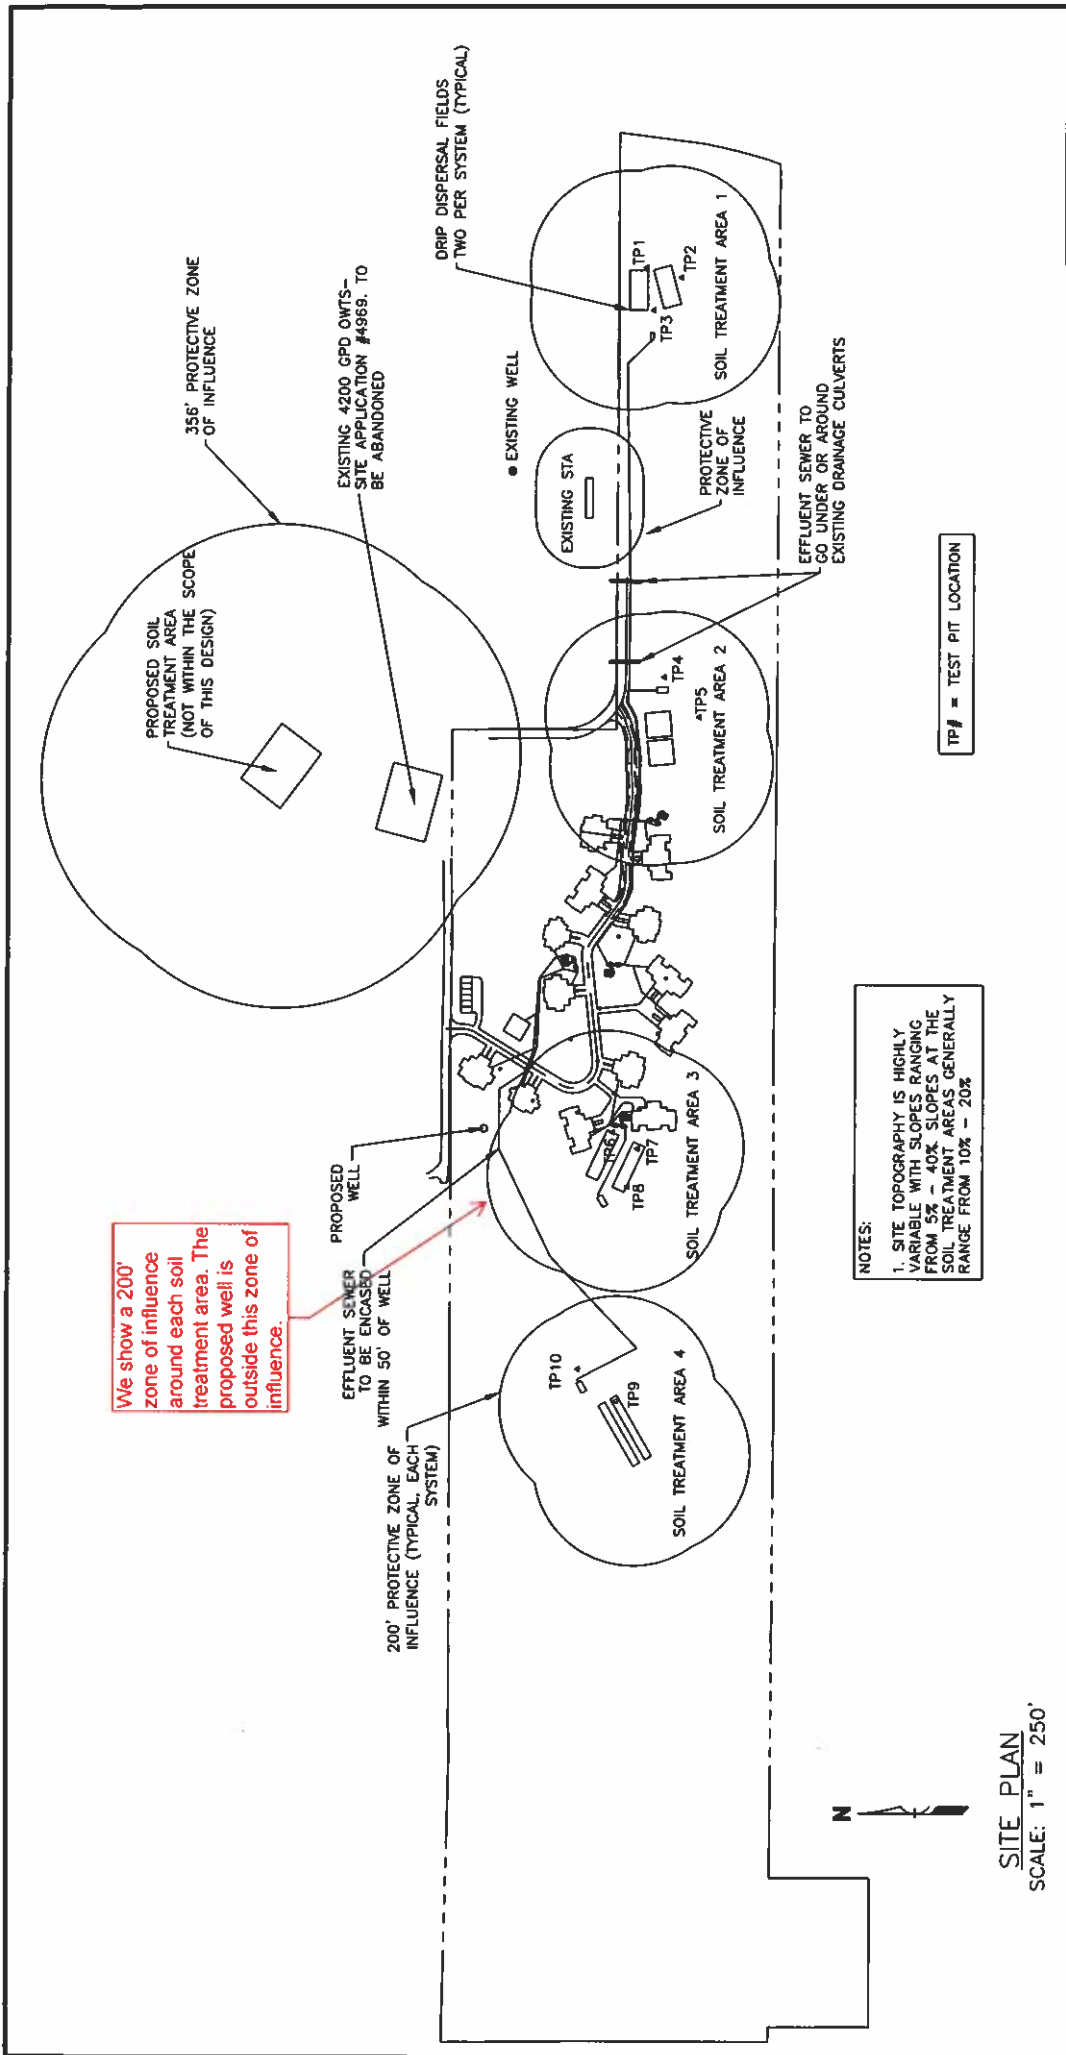 We show a 200'
zone of influence
around each soil
treatment area. The
proposed well is
outside this zone of
influence.
356' PROTECTIVE ZONE
OF INFLUENCE
PROPOSED SOIL
TREATMENT AREA
(NOT WITHIN THE SCOPE
OF THIS DESIGN)
EXISTING 4200 GPD OWTS-
SITE APPLICATION #4969. TO
BE ABANDONED
DRIP DISPERSAL FIELDS
TWO PER SYSTEM (TYPICAL)
EXISTING WELL
EXISTING STA
PROTECTIVE
ZONE OF
INFLUENCE
TP1
TP2
TP3
SOIL TREATMENT AREA 1
EFFLUENT SEWER TO
GO UNDER OR AROUND
EXISTING DRAINAGE CULVERTS
TP4
TP5
SOIL TREATMENT AREA 2
PROPOSED
WELL
EFFLUENT SEWER
TO BE ENCASED
WITHIN 50' OF WELL
TP6
TP7
TP8
SOIL TREATMENT AREA 3
200' PROTECTIVE ZONE OF
INFLUENCE (TYPICAL, EACH
SYSTEM)
TP10
TP9
SOIL TREATMENT AREA 4
TP# = TEST PIT LOCATION
NOTES:
1. SITE TOPOGRAPHY IS HIGHLY
VARIABLE WITH SLOPES RANGING
FROM 5% - 40% SLOPES AT THE
SOIL TREATMENT AREAS GENERALLY
RANGE FROM 10% - 20%
N
SITE PLAN
SCALE: 1" = 250'